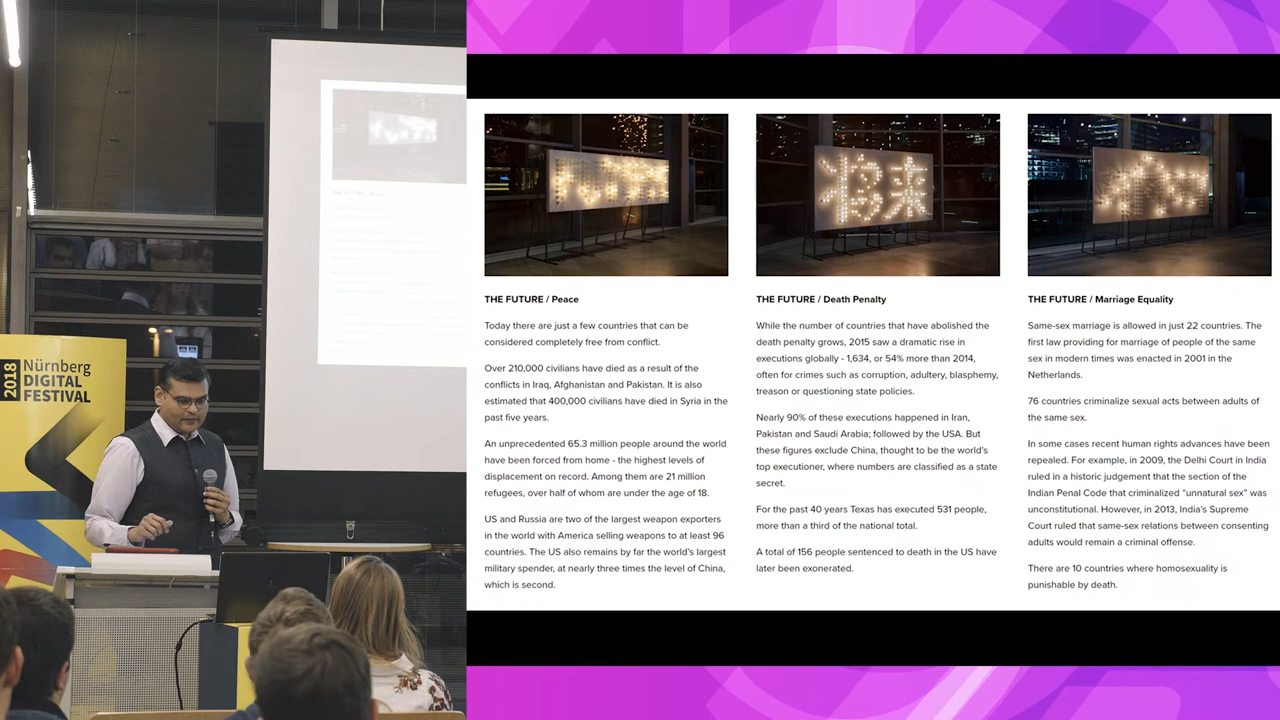 2018
Nürnberg
DIGITAL
FESTIVAL
将来
THE FUTURE / Peace
Today there are just a few countries that can be
considered completely free from conflict.
Over 210,000 civilians have died as a result of the
conflicts in Iraq, Afghanistan and Pakistan. It is also
estimated that 400,000 civilians have died in Syria in the
past five years.
An unprecedented 65.3 million people around the world
have been forced from home - the highest levels of
displacement on record. Among them are 21 million
refugees, over half of whom are under the age of 18.
US and Russia are two of the largest weapon exporters
in the world with America selling weapons to at least 96
countries. The US also remains by far the world's largest
military spender, at nearly three times the level of China,
which is second.
THE FUTURE / Death Penalty
While the number of countries that have abolished the
death penalty grows, 2015 saw a dramatic rise in
executions globally - 1,634, or 54% more than 2014,
often for crimes such as corruption, adultery, blasphemy,
treason or questioning state policies.
Nearly 90% of these executions happened in Iran,
Pakistan and Saudi Arabia; followed by the USA. But
these figures exclude China, thought to be the world's
top executioner, where numbers are classified as a state
secret.
For the past 40 years Texas has executed 531 people,
more than a third of the national total.
A total of 156 people sentenced to death in the US have
later been exonerated.
THE FUTURE / Marriage Equality
Same-sex marriage is allowed in just 22 countries. The
first law providing for marriage of people of the same
sex in modern times was enacted in 2001 in the
Netherlands.
76 countries criminalize sexual acts between adults of
the same sex.
In some cases recent human rights advances have been
repealed. For example, in 2009, the Delhi Court in India
ruled in a historic judgement that the section of the
Indian Penal Code that criminalized "unnatural sex" was
unconstitutional. However, in 2013, India's Supreme
Court ruled that same-sex relations between consenting
adults would remain a criminal offense.
There are 10 countries where homosexuality is
punishable by death.